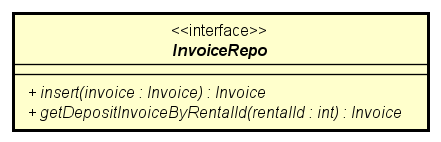 <<interface>>
InvoiceRepo
+ insert(invoice : Invoice) : Invoice
+ getDepositInvoiceByRentalId(rentalId : int) : Invoice